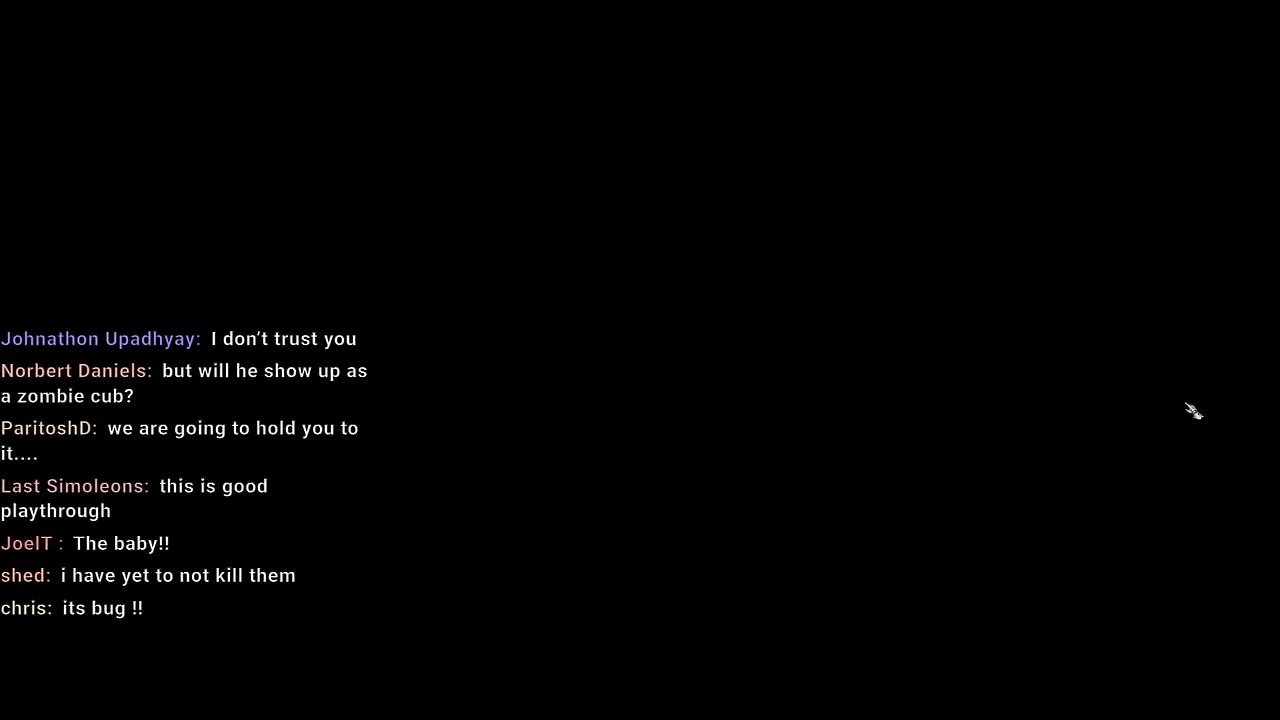 Johnathon Upadhyay: I don’t trust you
Norbert Daniels: but will he show up as
a zombie cub?
ParitoshD: we are going to hold you to
it....
Last Simoleons: this is good
playthrough
JoelT : The baby!!
shed: i have yet to not kill them
chris: its bug !!